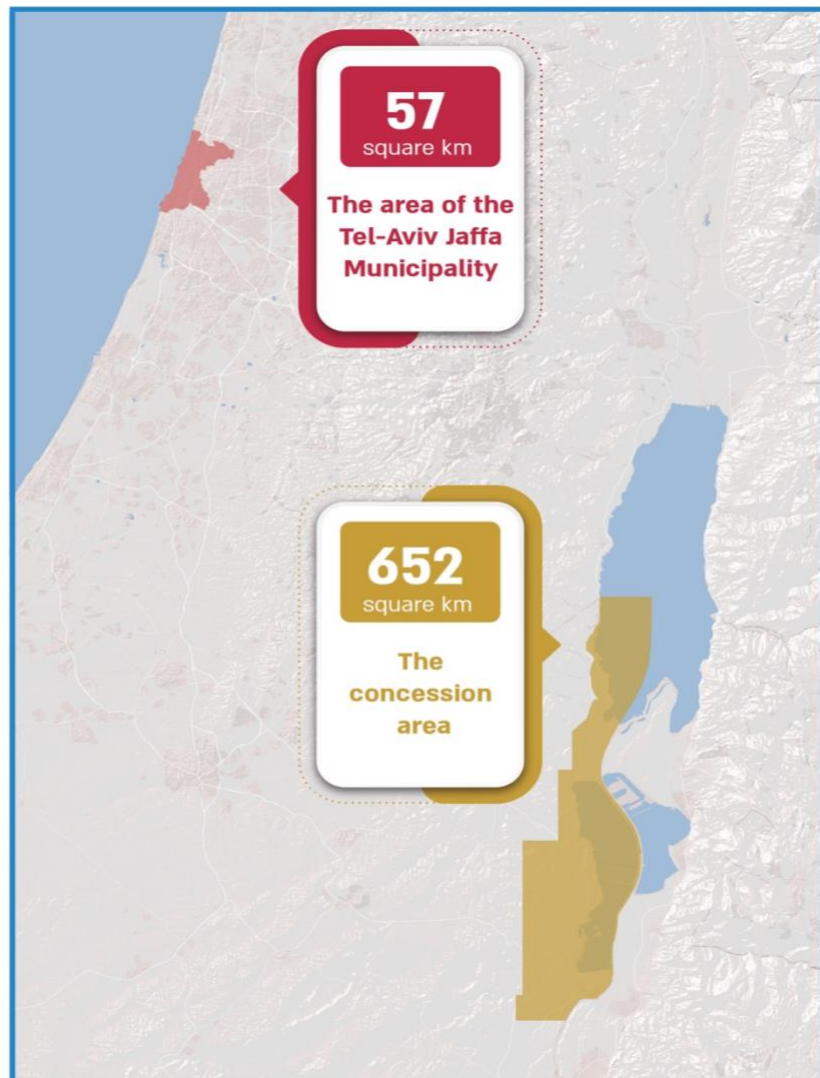 57
square km
The area of the
Tel-Aviv Jaffa
Municipality
652
square km
The
concession
area